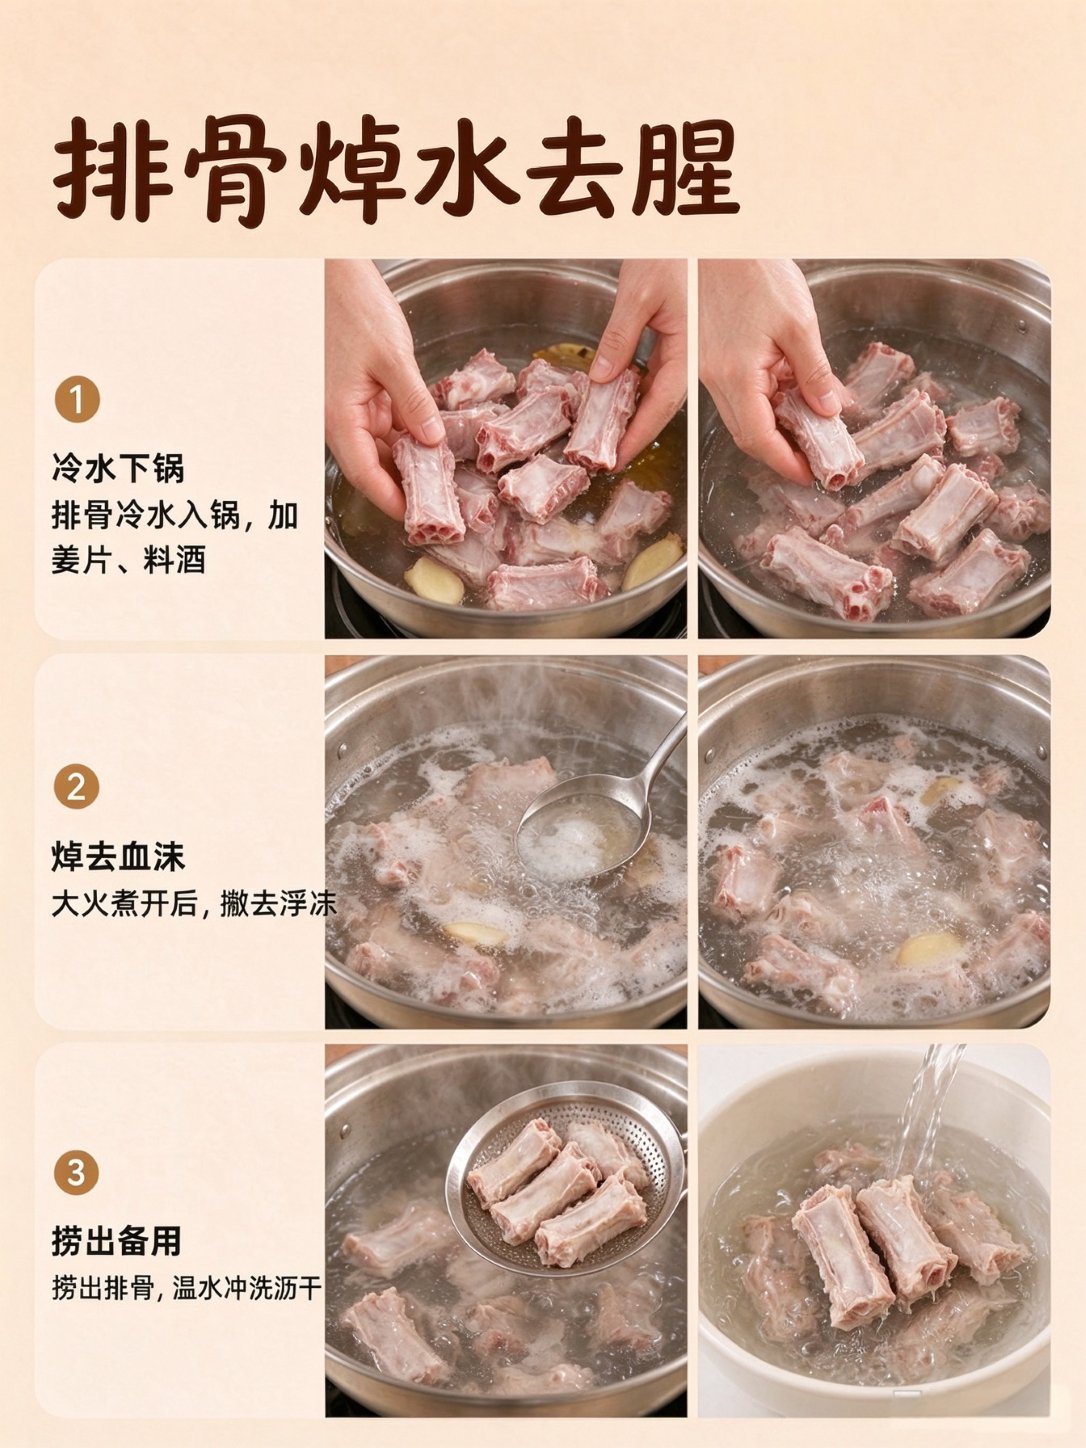 排骨焯水去腥
1
冷水下锅
排骨冷水入锅，加
姜片、料酒
2
焯去血沫
大火煮开后，撇去浮冻
3
捞出备用
捞出排骨，温水冲洗沥干